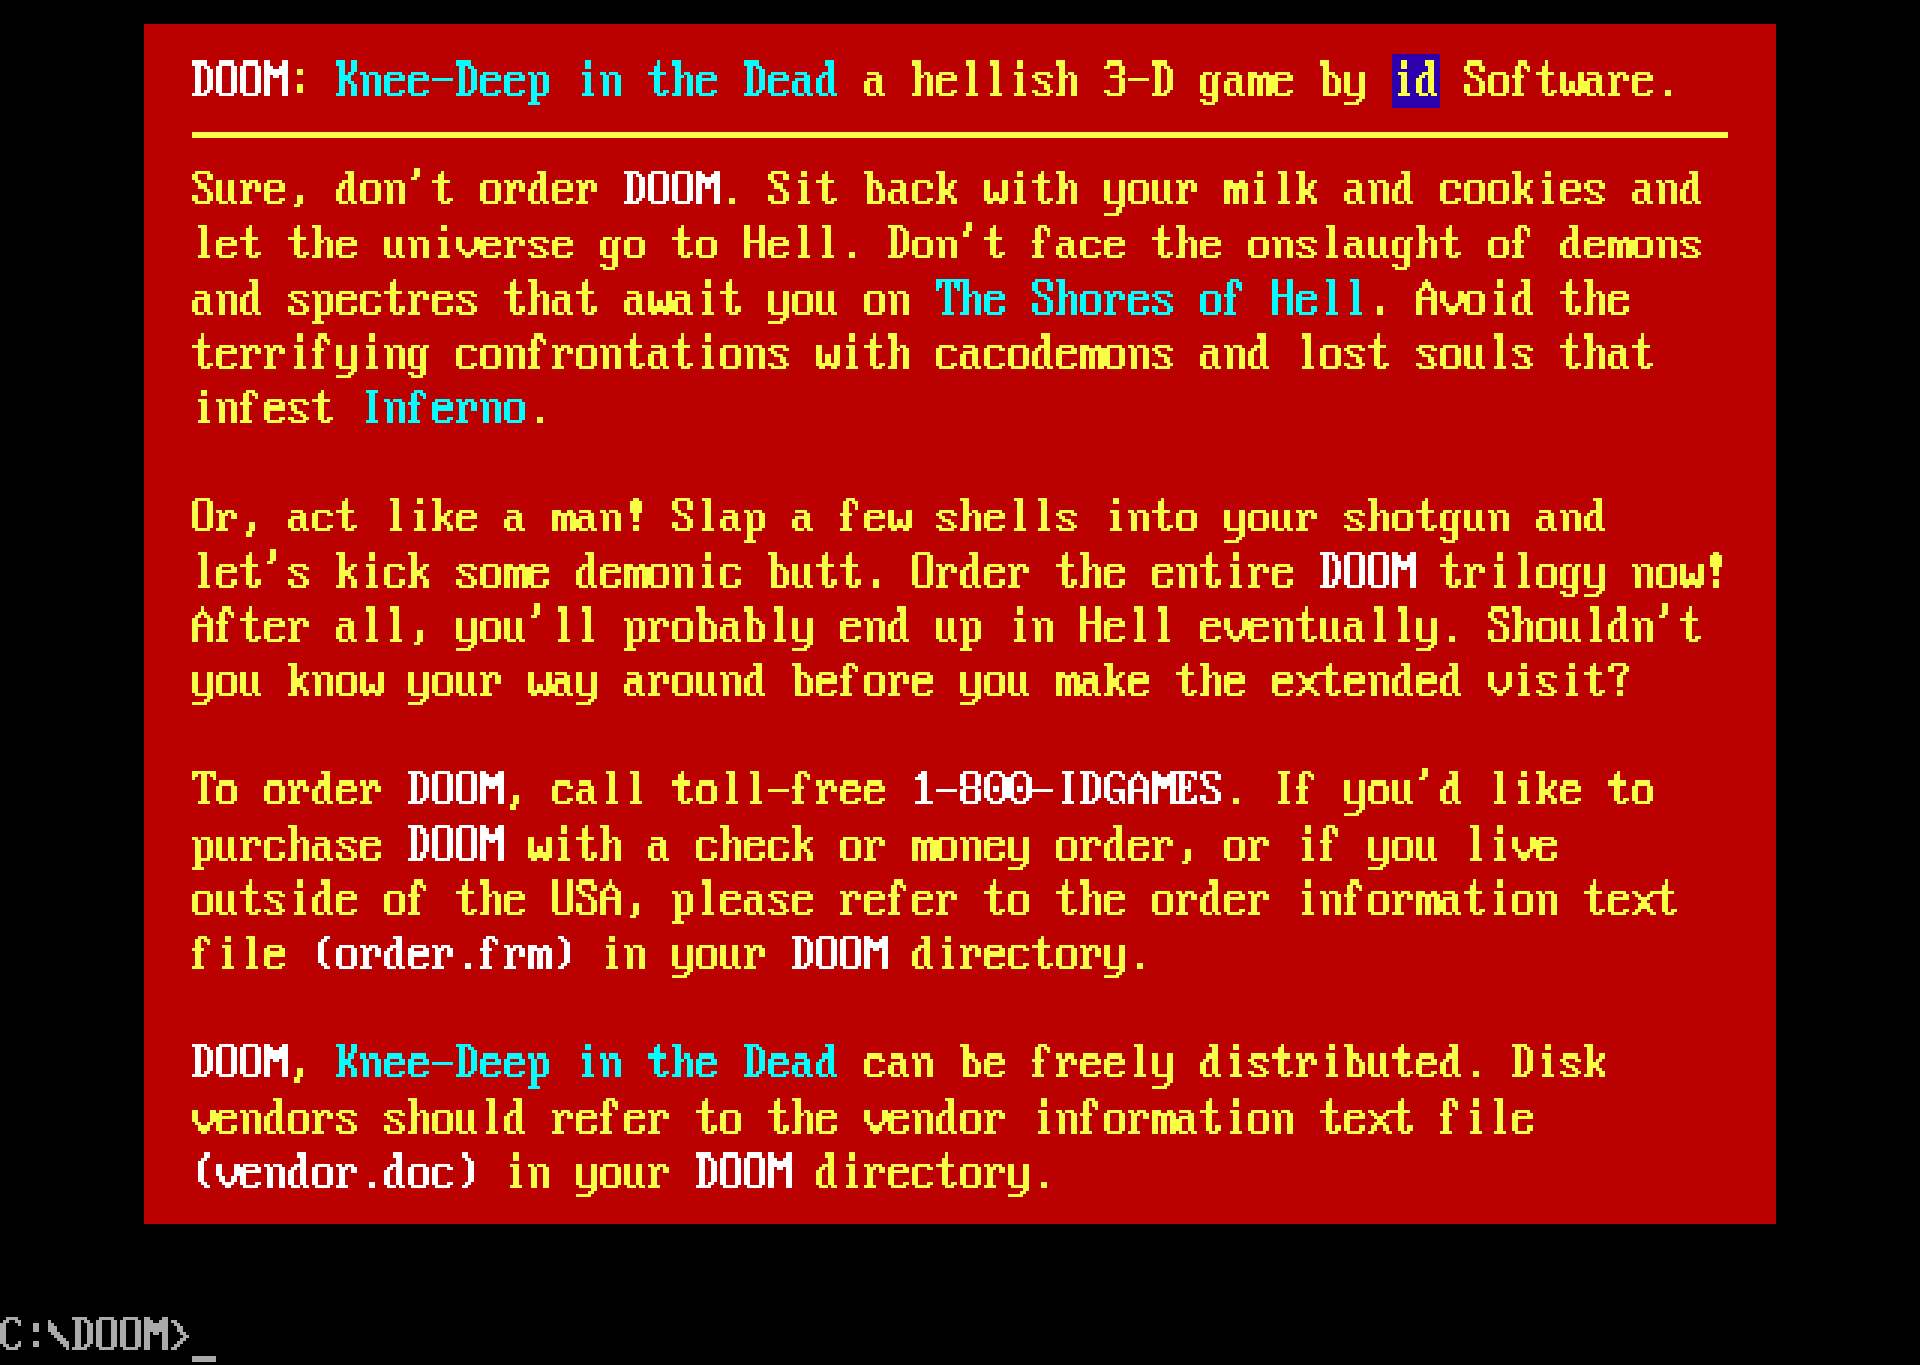 DOOM: Knee-Deep in the Dead a hellish 3-D game by id Software.
Sure, don't order DOOM. Sit back with your milk and cookies and
let the universe go to Hell. Don't face the onslaught of demons
and spectres that await you on The Shores of Hell. Avoid the
terrifying confrontations with cacodemons and lost souls that
infest Inferno.
Or, act like a man! Slap a few shells into your shotgun and
let's kick some demonic butt. Order the entire DOOM trilogy now!
After all, you'll probably end up in Hell eventually. Shouldn't
you know your way around before you make the extended visit?
To order DOOM, call toll-free 1-800-IDGAMES. If you'd like to
purchase DOOM with a check or money order, or if you live
outside of the USA, please refer to the order information text
file (order.frm) in your DOOM directory.
DOOM, Knee-Deep in the Dead can be freely distributed. Disk
vendors should refer to the vendor information text file
(vendor.doc) in your DOOM directory.
C:\DOOM>_